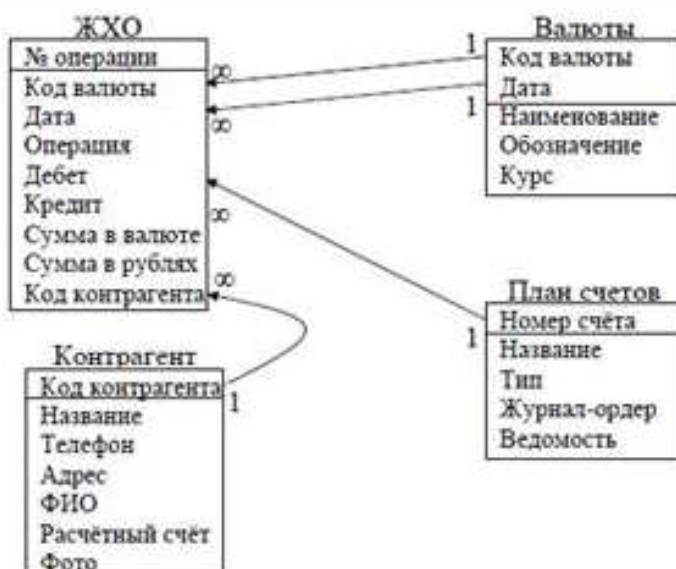 ЖХО
№ операции
Код валюты
Дата
Операция
Дебет
Кредит
Сумма в валюте
Сумма в рублях
Код контрагента
∞
∞
∞
∞
Валюты
1
Код валюты
Дата
1
Наименование
Обозначение
Курс
План счетов
Номер счёта
1
Название
Тип
Журнал-ордер
Ведомость
Контрагент
Код контрагента
1
Название
Телефон
Адрес
ФИО
Расчётный счёт
Фото